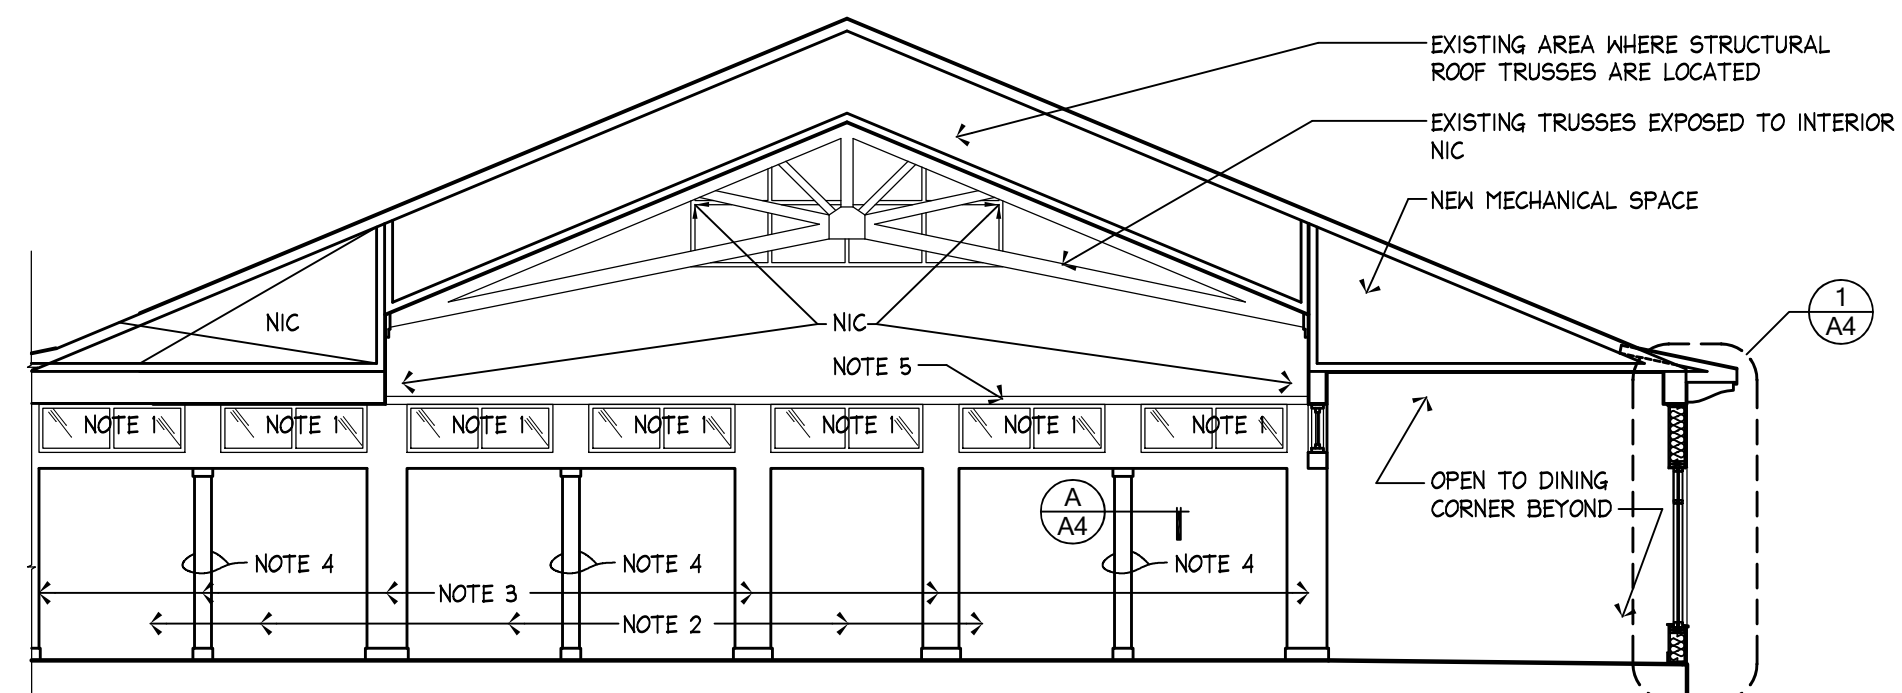 EXISTING AREA WHERE STRUCTURAL
ROOF TRUSSES ARE LOCATED
EXISTING TRUSSES EXPOSED TO INTERIOR
NIC
NEW MECHANICAL SPACE
1
A4
NIC
NIC
NOTE 5
NOTE 1
NOTE 1
NOTE 1
NOTE 1
NOTE 1
NOTE 1
NOTE 1
OPEN TO DINING
CORNER BEYOND
A
A4
NOTE 4
NOTE 4
NOTE 4
NOTE 3
NOTE 2